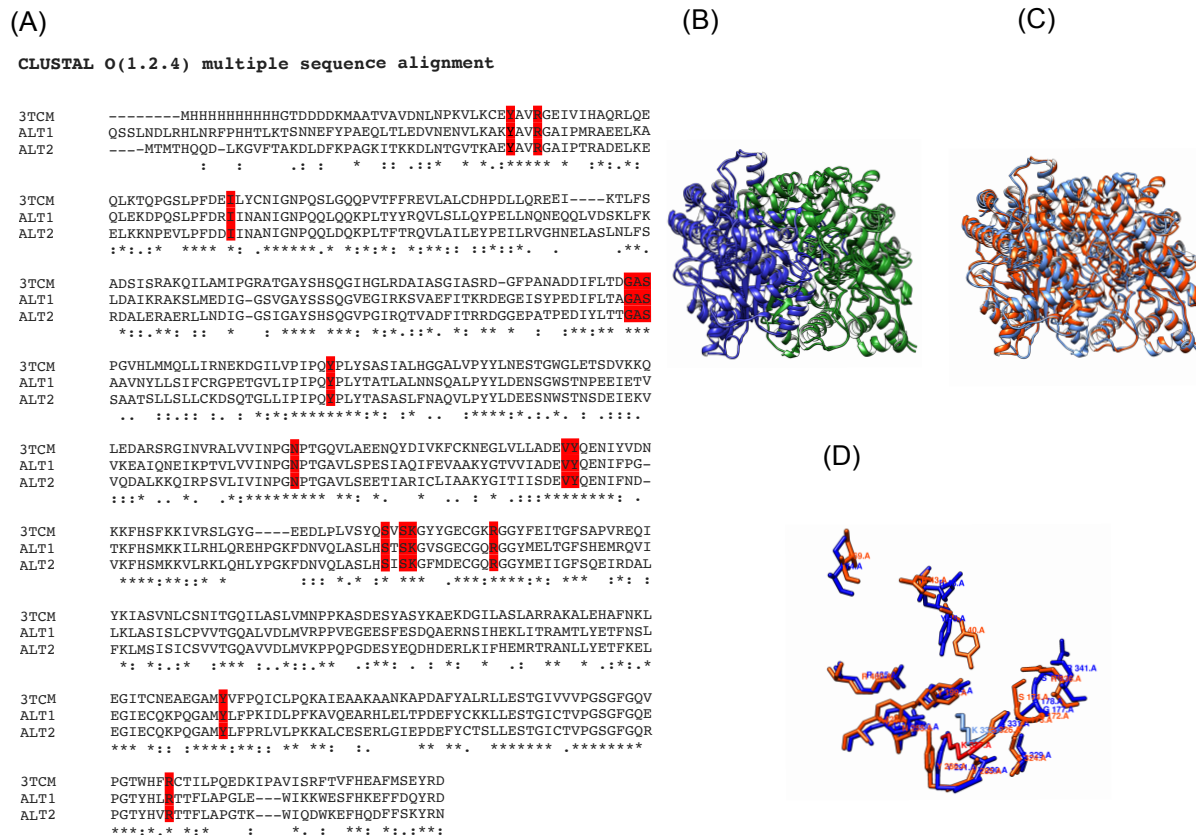 (A)
(B)
(C)
CLUSTAL O(1.2.4) multiple sequence alignment
3TCM --------MHHHHHHHHHHGTDDDDKMAATVAVDNLNPKVLKCEYAVRGEIVIHAQRLQE
ALT1 QSSLNDLRHLNRFPHHTLKTSNNEFYPAEQLTLEDVNENVLKAKYAVRGAIPMRAEELKA
ALT2 ----MTMTHQQD-LKGVFTAKDLDFKPAGKITKKDLNTGVTKAEYAVRGAIPTRADELKE
3TCM QLKTQPGSLPFDEILYCNIGNPQSLGQQPVTFFREVLALCDHPDLLQREEI----KTLFS
ALT1 QLEKDPQSLPFDRIINANIGNPQQLQQKPLTYYRQVLSLLQYPELLNQNEQQLVDSKLFK
ALT2 ELKKNPEVLPFDDIINANIGNPQQLDQKPLTFTRQVLAILEYPEILRVGHNELASLNLFS
3TCM ADSISRAKQILAMIPGRATGAYSHSQGIHGLRDAIASGIASRD-GFPANADDIFLTDGAS
ALT1 LDAIKRAKSLMEDIG-GSVGAYSSSQGVEGIRKSVAEFITKRDEGEISYPEDIFLTACAS
ALT2 RDALERAERLLNDIG-GSIGAYSHSQGVPGIRQTVADFITRRDGGEPATPEDIYLTTCAS
3TCM PGVHLMMQLLIRNEKDGILVPIPQYPLYSASIALHGGALVPYYLNESTGWGLETSDVKKQ
ALT1 AAVNYLLSIFCRGPETGVLIPIPQYPLYTATLALNNSQALPYYLDENSGWSTNPEEIETV
ALT2 SAATSLLSLLCKDSQTGLLIPIPQYPLYTASASLFNAQVLPYYLDEESNWSTNSDEIEKV
3TCM LEDARSRGINVRALVVINPGNPTGQVLAEENQYDIVKFCKNEGLVLLADEVYQENIYVDN
ALT1 VKEAIQNEIKPTVLVVINPGNPTGAVLSPESIAQIFEVAAKYGTVVIADEVYQENIFPG-
ALT2 VQDALKKQIRPSVLIVINPGNPTGAVLSEETIARICLIAAKYGITIISDEVYQENIFND-
3TCM KKFHSFKKIVRSLGYG----EEDLPLVSYQSVSKGYYGECGKRGGYFEITGFSAPVREQI
ALT1 TKFHSMKKILRHLQREHPGKFDNVQLASLHSTSKGVSGECGQRGGYMELTGFSHEMRQVI
ALT2 VKFHSMKKVLRKLQHLYPGKFDNVQLASLHSISKGFMDECGQRGGYMEIIGFSQEIRDAL
3TCM YKIASVNLCSNITGQILASLVMNPPKASDESYASYKAEKDGILASLARRAKALEHAFNKL
ALT1 LKLASISLCPVVTGQALVDLMVRPPVEGEESFESDQAERNSIHEKLITRAMTLYETFNSL
ALT2 FKLMSISICSVVTGQAVVDLMVKPPQPGDESYEQDHDERLKIFHEMRTRANLLYETFKEL
3TCM EGITCNEAEGAMYVFPQICLPQKAIEAAKAANKAPDAFYALRLLESTGIVVVPGSGFGQV
ALT1 EGIECQKPQGAMYLFPKIDLPFKAVQEARHLELTPDEFYCKKLLESTGICTVPGSGFGQE
ALT2 EGIECQKPQGAMYLFPRLVLPKKALCESERLGIEPDEFYCTSLLESTGICTVPGSGFGQR
3TCM PGTWHFRCTILPQEDKIPAVISRFTVFHEAFMSEYRD
ALT1 PGTYHLRTTFLAPGLE---WIKKWESFHKEFFDQYRD
ALT2 PGTYHVRTTFLAPGTK---WIQDWKEFHQDFFSKYRN
(D)